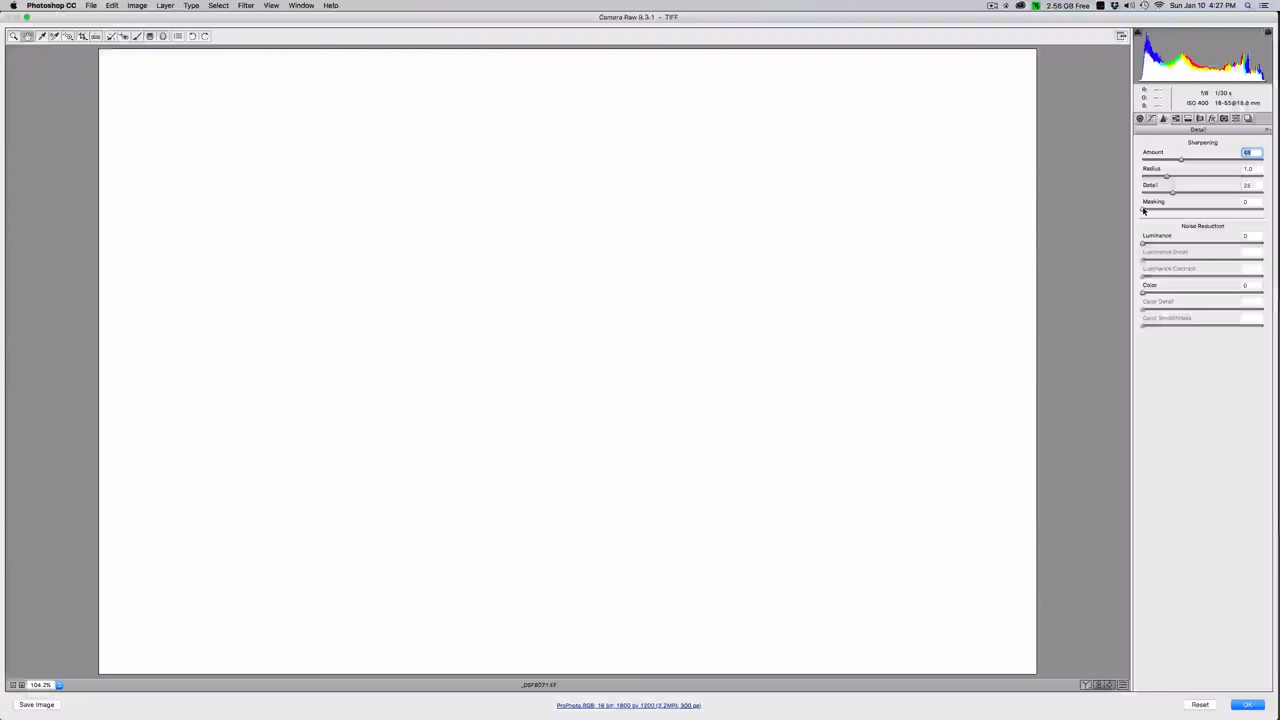 Photoshop CC File Edit Image Layer Type Select Filter View Window Help 2.56 GB Free Sun Jan 10 4:27 PM
Camera Raw 9.3.1 - TIFF
R: ---
G: ---
B: ---
f/8 1/30 s
ISO 400 18-55@18.8 mm
Detail
Sharpening
Amount 48
Radius 1.0
Detail 25
Masking 0
Noise Reduction
Luminance 0
Luminance Detail
Luminance Contrast
Color 0
Color Detail
Color Smoothness
104.2% _DSF8071.tif
Save Image ProPhoto RGB; 16 bit; 1800 by 1200 (2.2MP); 300 ppi Reset OK